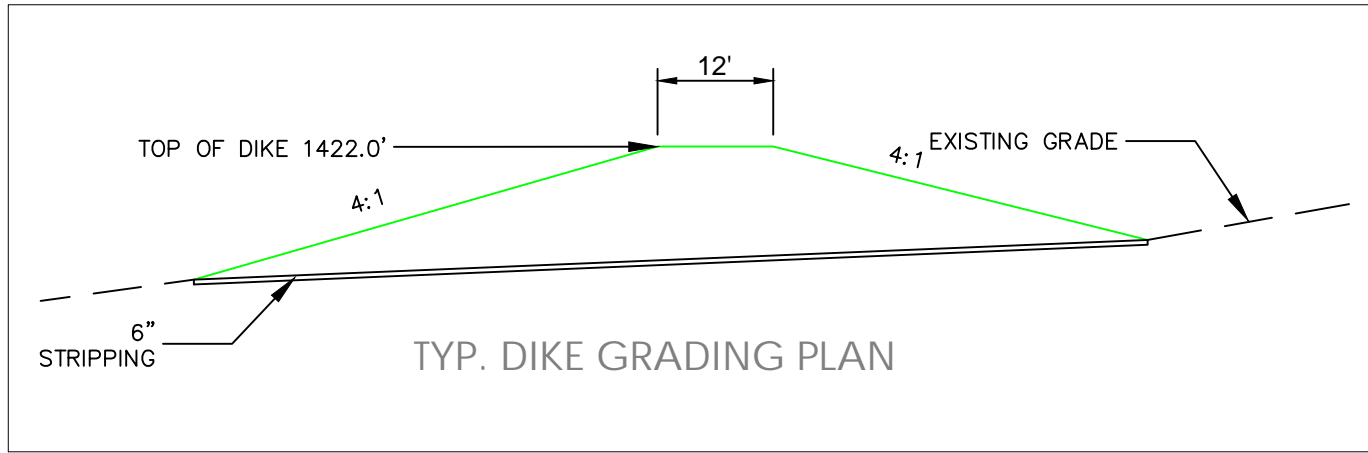 12'
TOP OF DIKE 1422.0'
EXISTING GRADE
4:1
4:1
6"
STRIPPING
TYP. DIKE GRADING PLAN